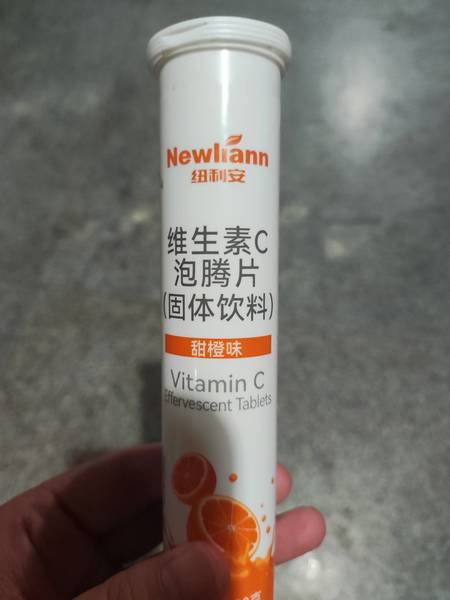 Newliann
纽利安
维生素C
泡腾片
(固体饮料)
甜橙味
Vitamin C
Effervescent Tablets